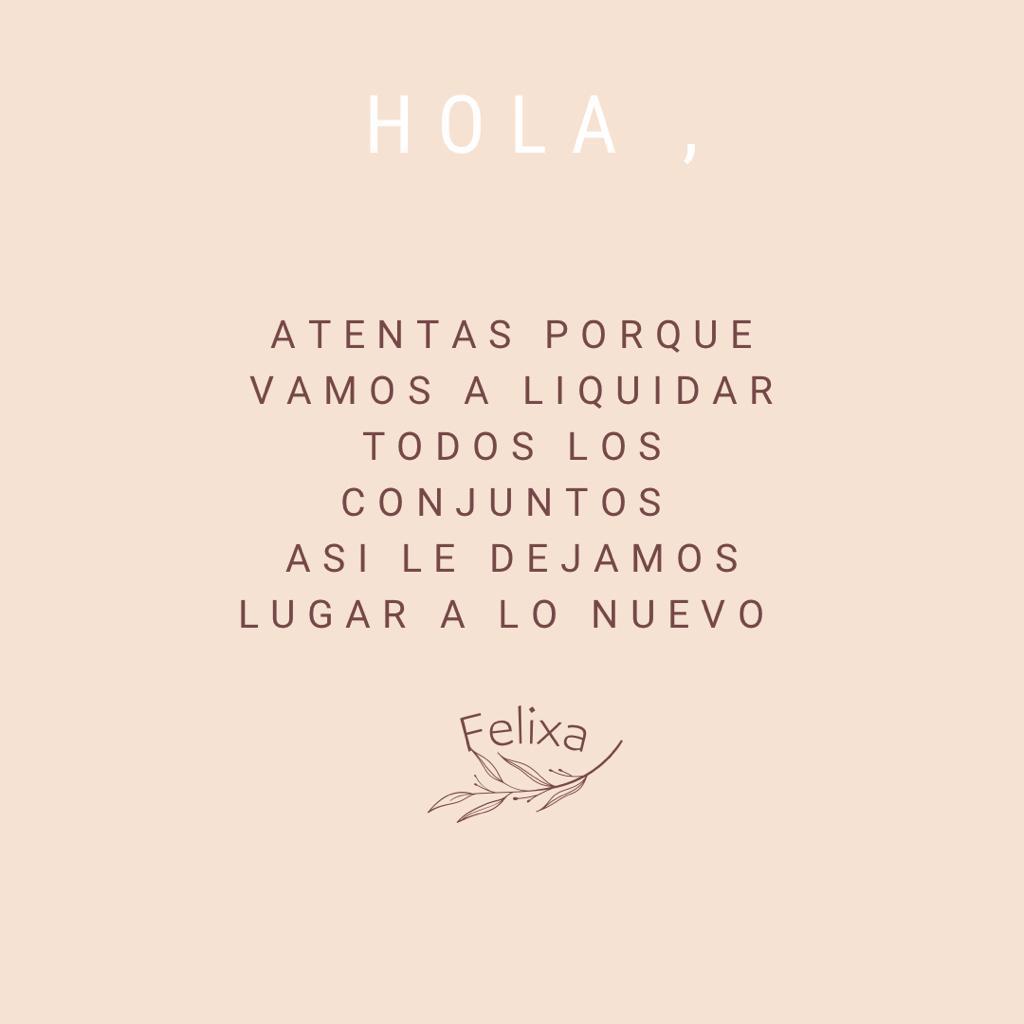 HOLA ,
ATENTAS PORQUE
VAMOS A LIQUIDAR
TODOS LOS
CONJUNTOS
ASI LE DEJAMOS
LUGAR A LO NUEVO
Felixa